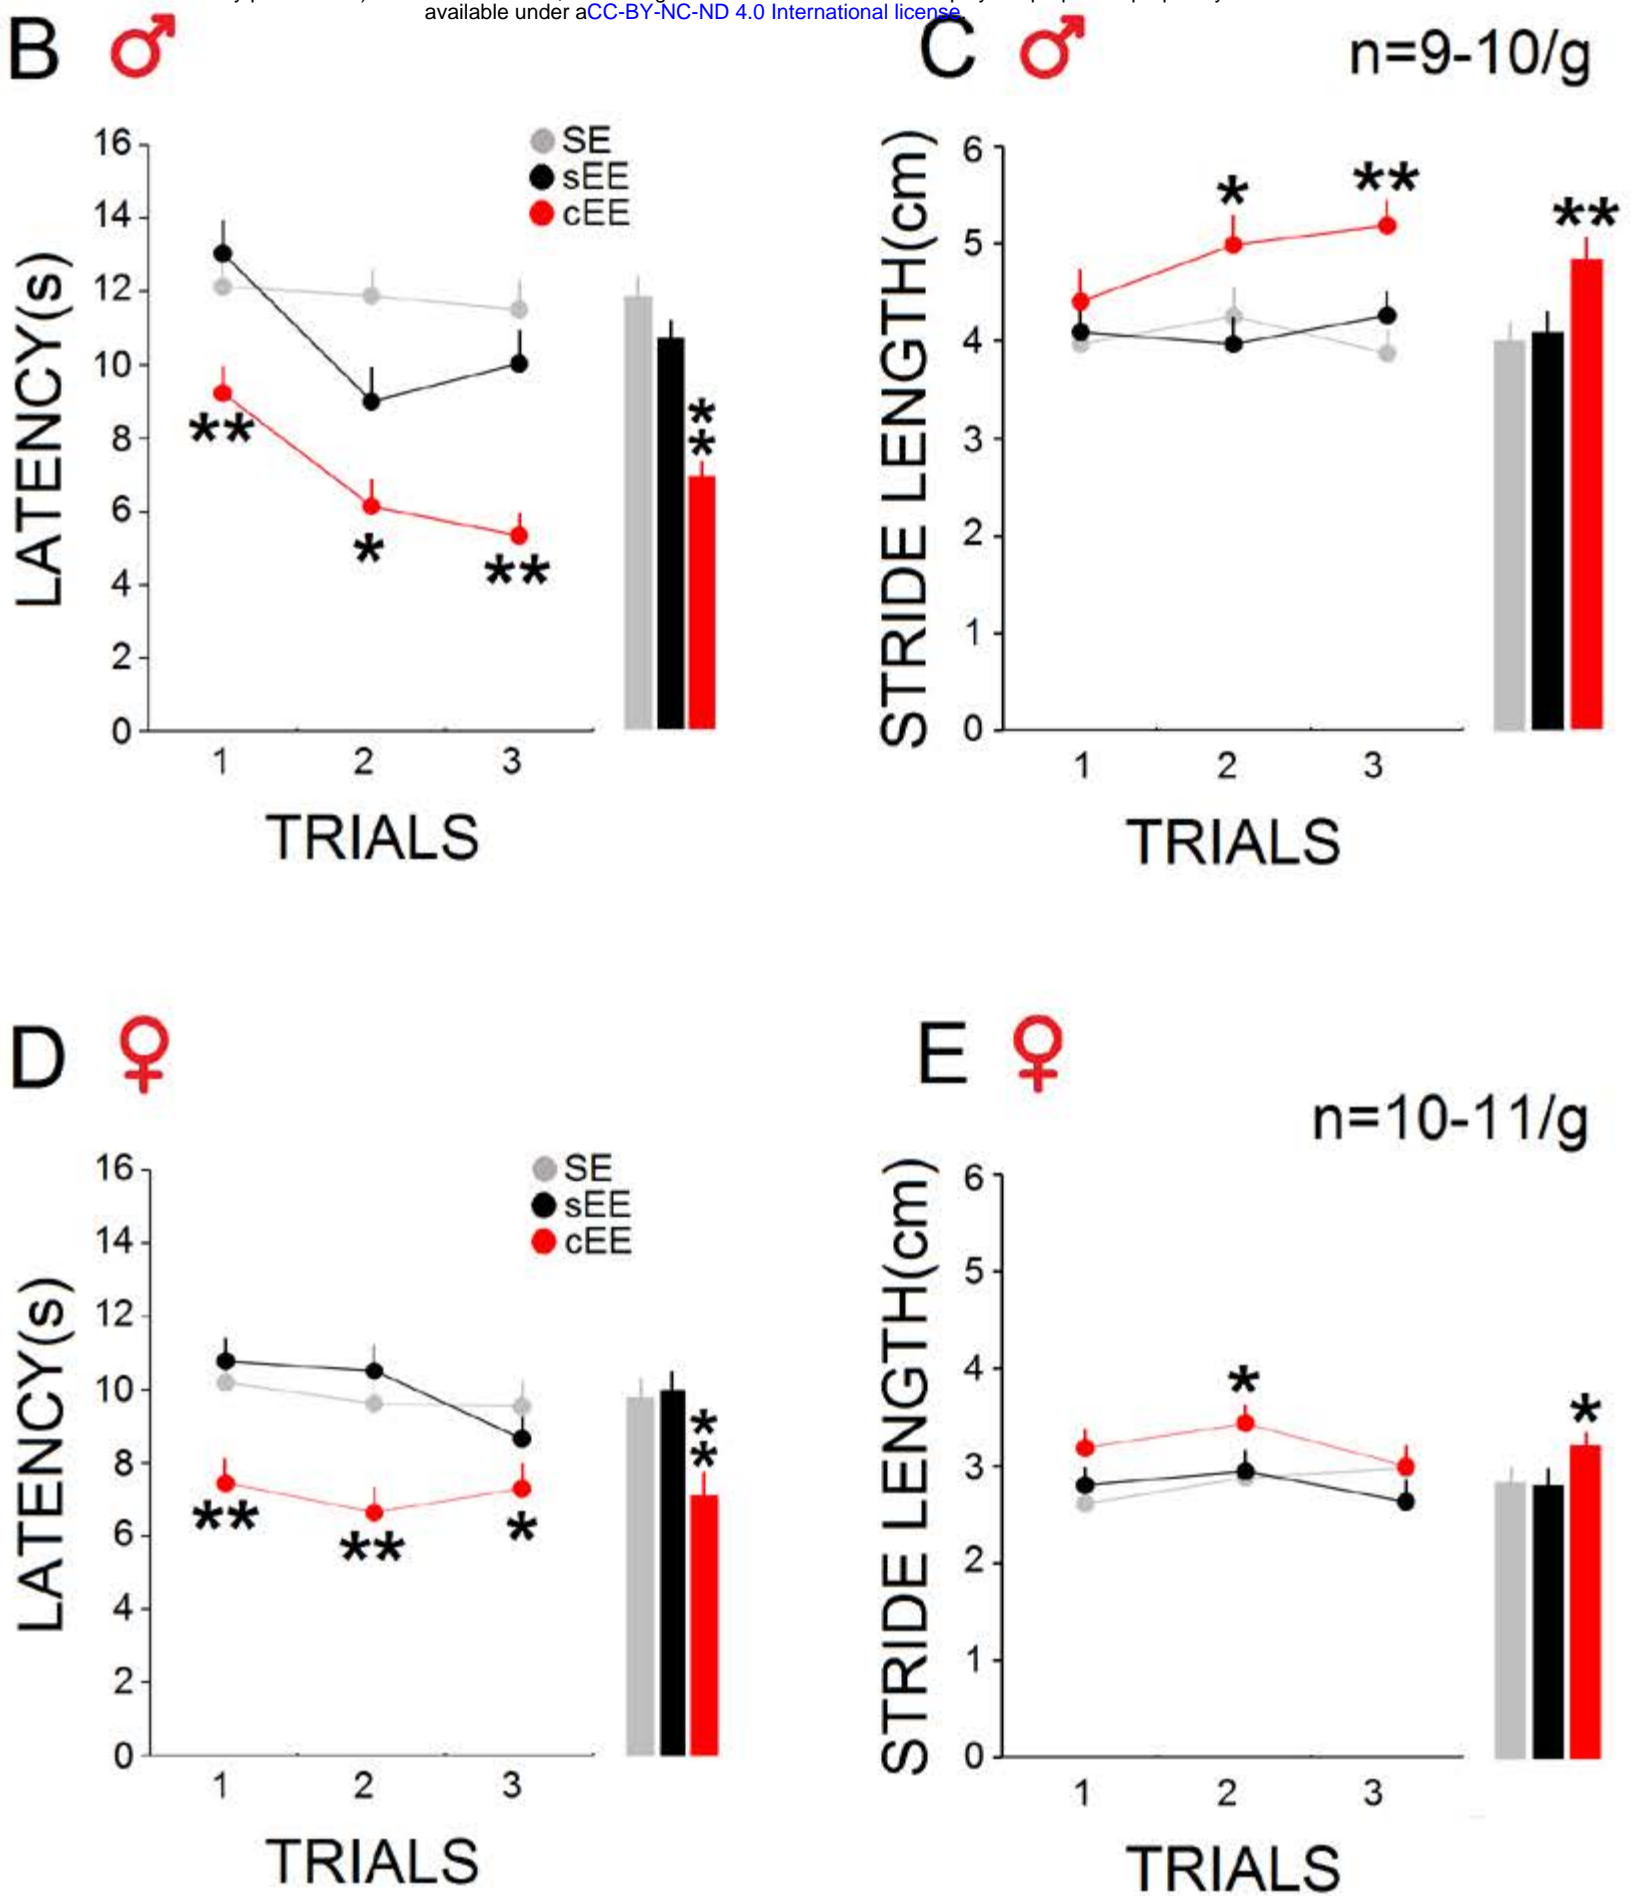 available under aCC-BY-NC-ND 4.0 International license.
B ♂
C ♂ n=9-10/g
SE
sEE
cEE
LATENCY(s)
16
14
12
10
8
6
4
2
0
**
*
**
**
1 2 3
TRIALS
STRIDE LENGTH(cm)
6
5
4
3
2
1
0
*
**
**
1 2 3
TRIALS
D ♀
E ♀
n=10-11/g
SE
sEE
cEE
LATENCY(s)
16
14
12
10
8
6
4
2
0
**
**
*
**
1 2 3
TRIALS
STRIDE LENGTH(cm)
6
5
4
3
2
1
0
*
*
1 2 3
TRIALS